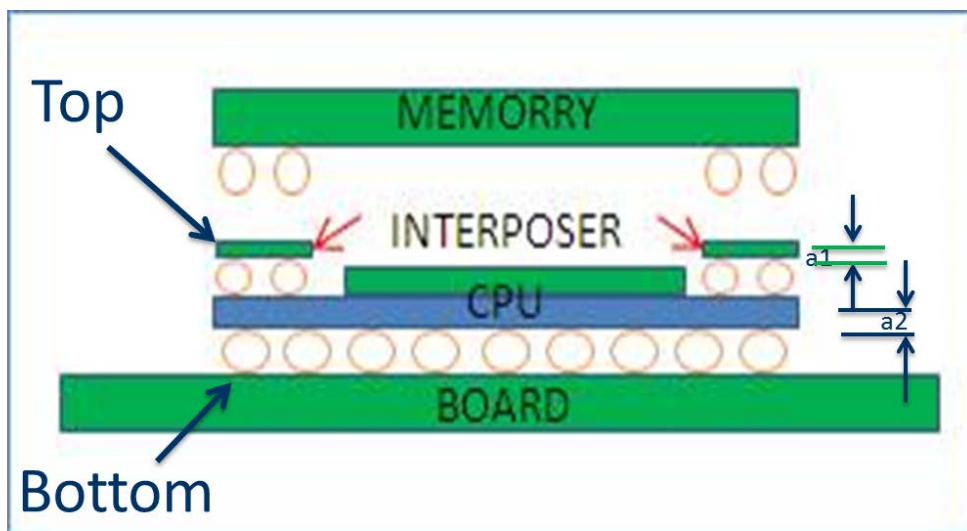 Top
MEMORRY
INTERPOSER
a1
CPU
a2
BOARD
Bottom